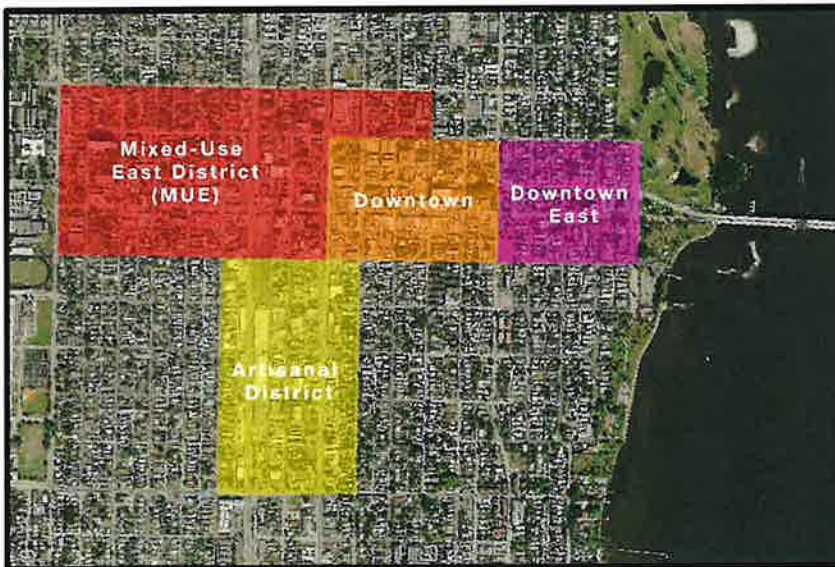 Mixed-Use
East District
(MUE)
Downtown
Downtown
East
Artisanal
District